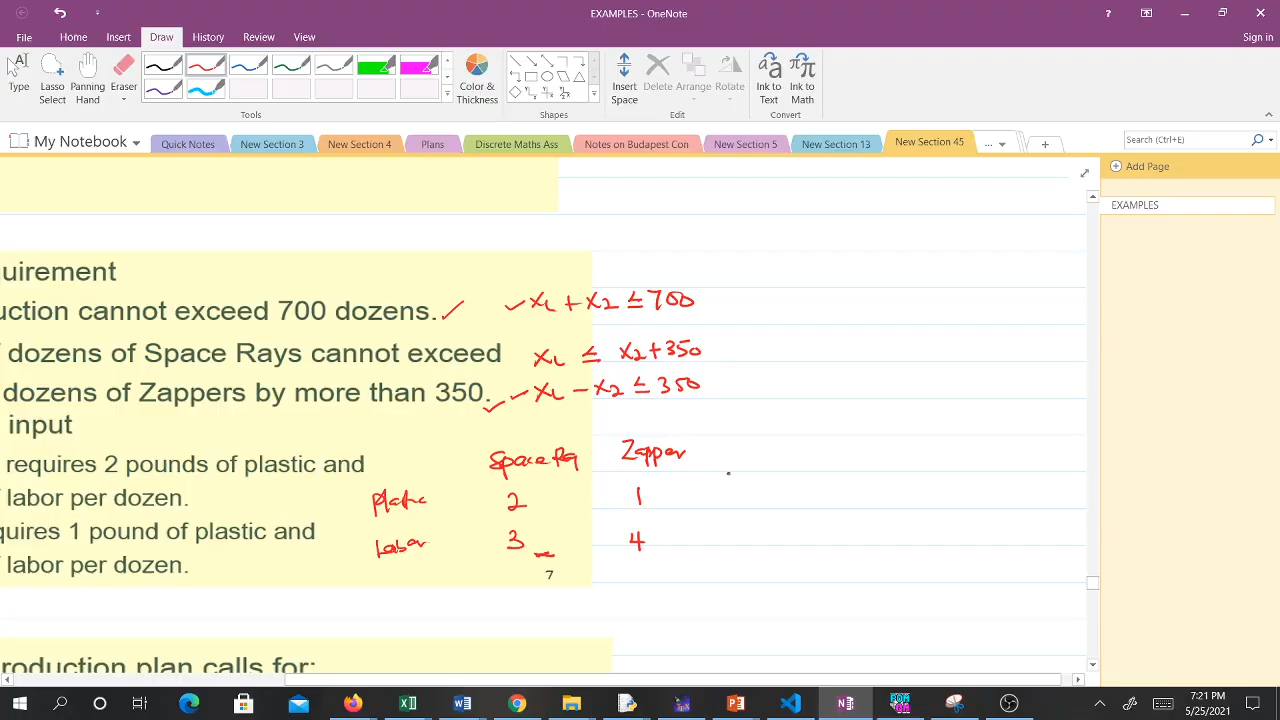 EXAMPLES - OneNote
? 
Sign in
File Home Insert Draw History Review View
Type Lasso Select Panning Hand Eraser
Color & Thickness
Insert Space Delete Arrange Rotate
Ink to Text Ink to Math
Tools Shapes Edit Convert
My Notebook Quick Notes New Section 3 New Section 4 Plans Discrete Maths Ass Notes on Budapest Con New Section 5 New Section 13 New Section 45 ... +
Search (Ctrl+E)
Add Page
EXAMPLES
uirement
uction cannot exceed 700 dozens. ✓ ✓ x1 + x2 ≤ 700
f dozens of Space Rays cannot exceed x1 ≤ x2 + 350
dozens of Zappers by more than 350. ✓ ✓ x1 - x2 ≤ 350
input
Space Ray Zapper
requires 2 pounds of plastic and
f labor per dozen. Plastic 2 1
quires 1 pound of plastic and
Labor 3 4
f labor per dozen.
7
roduction plan calls for:
7:21 PM
5/25/2021